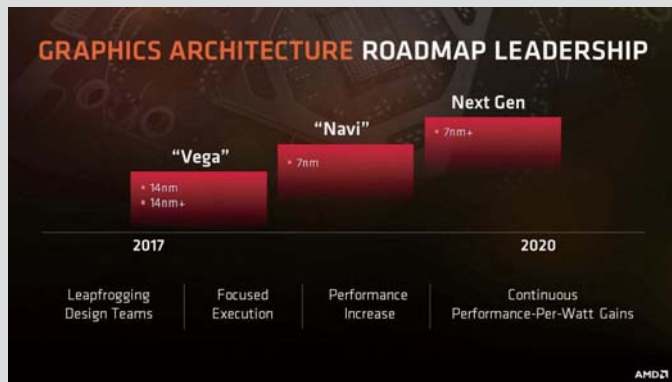 GRAPHICS ARCHITECTURE ROADMAP LEADERSHIP
Next Gen
• 7nm+
“Navi”
• 7nm
“Vega”
• 14nm
• 14nm+
2017
2020
Leapfrogging
Design Teams
Focused
Execution
Performance
Increase
Continuous
Performance-Per-Watt Gains
AMD